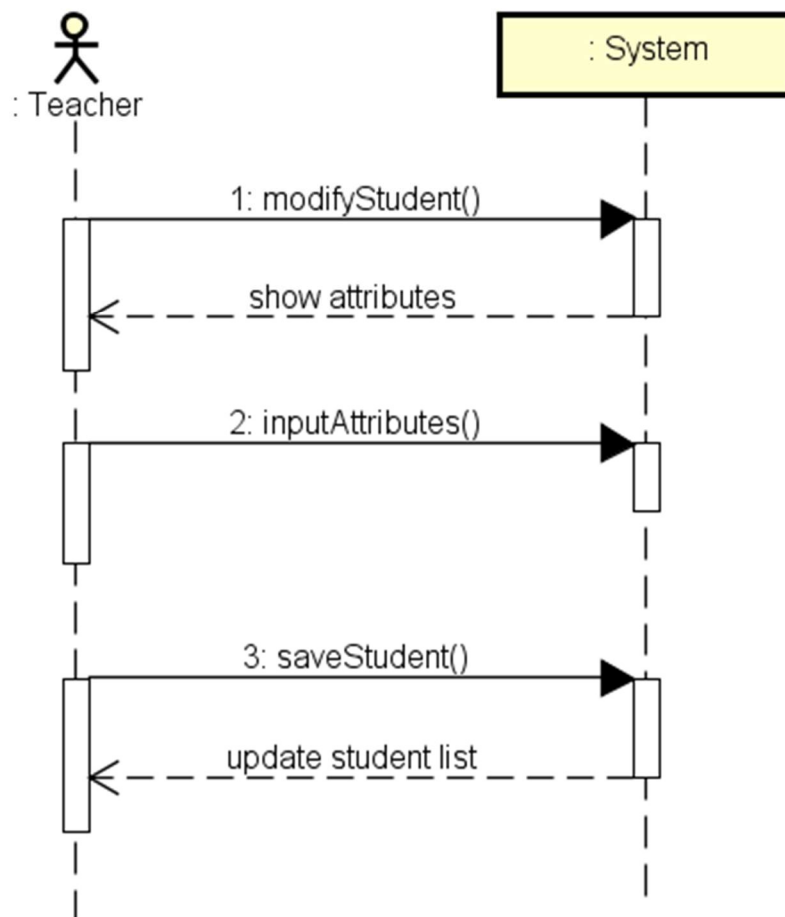 : Teacher
: System
1: modifyStudent()
show attributes
2: inputAttributes()
3: saveStudent()
update student list